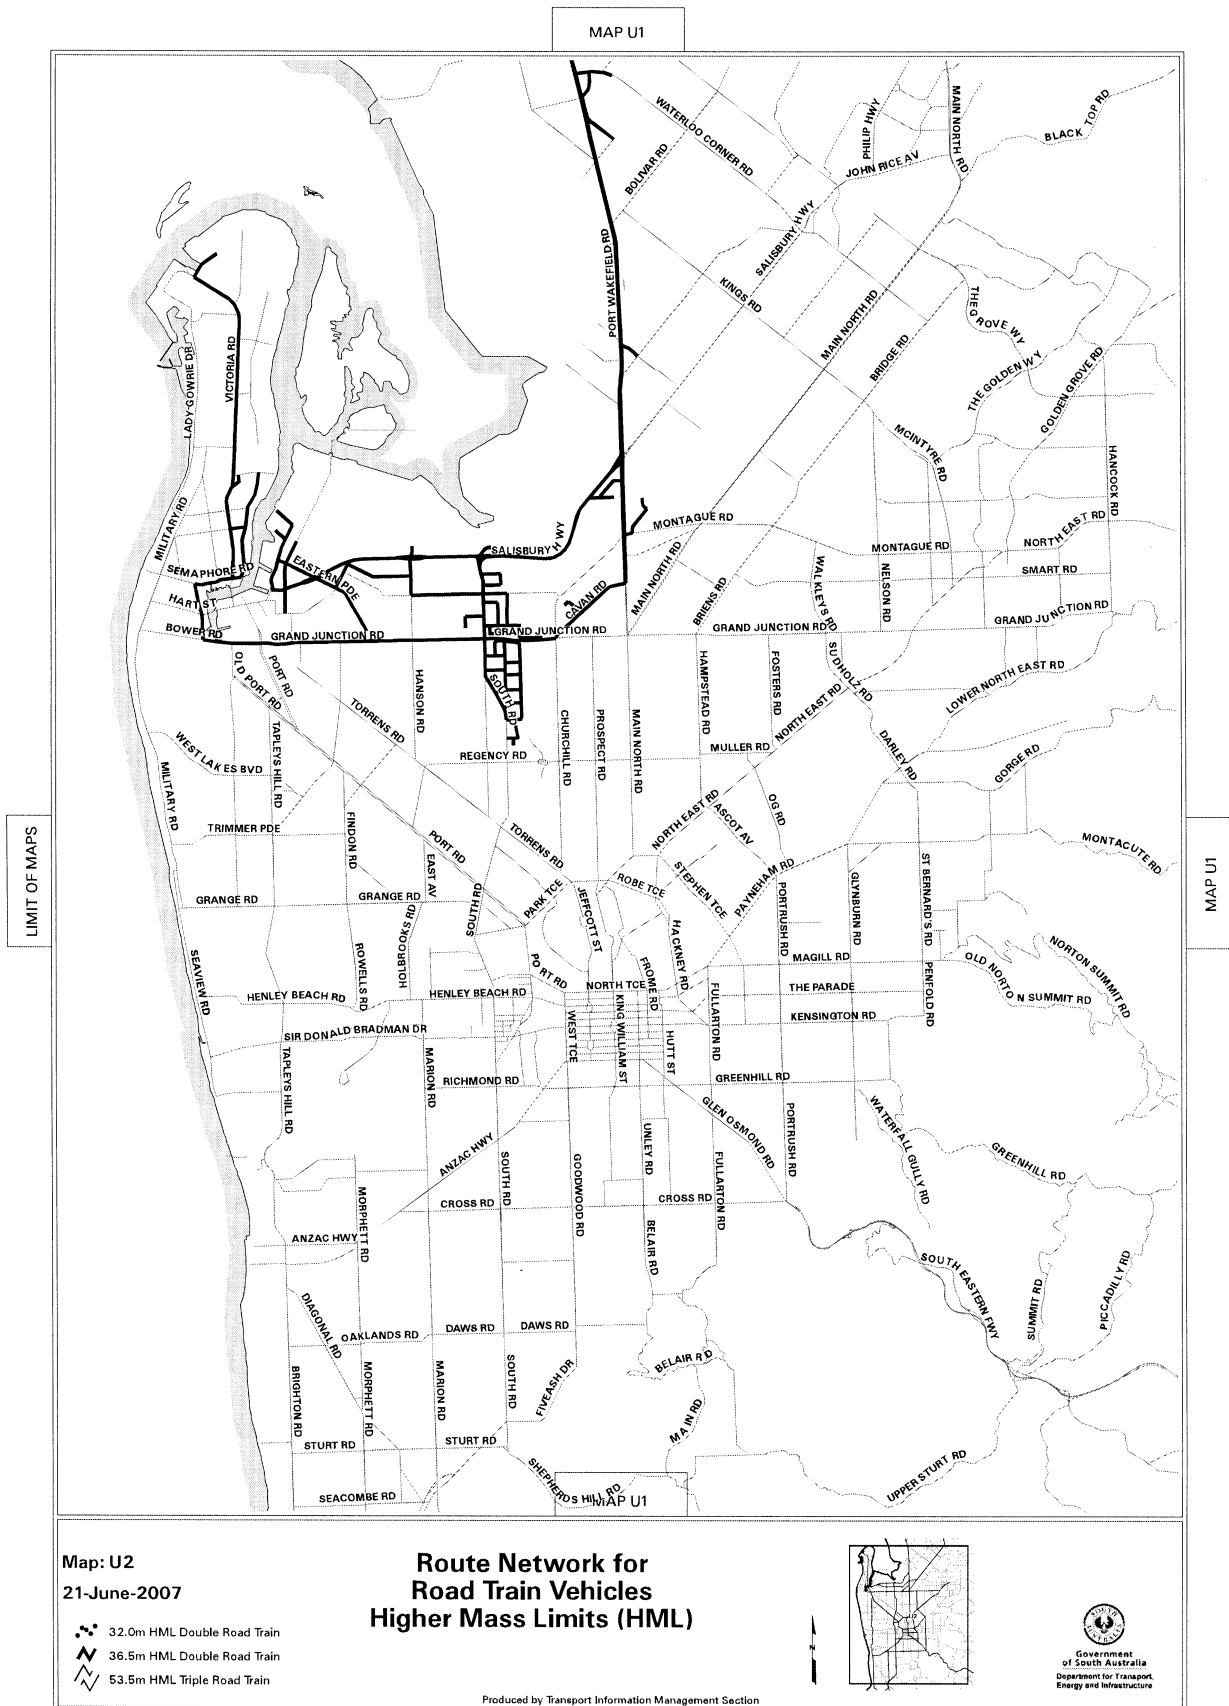 MAP U1
WATERLOO CORNER RD
BOLIVAR RD
PHILIP HWY
MAIN NORTH RD
BLACK TOP RD
JOHN RICE AV
SALISBURY HWY
PORT WAKEFIELD RD
KINGS RD
MAIN NORTH RD
BRIDGE RD
THE GROVE WY
THE GOLDEN WY
GOLDEN GROVE RD
LADY GOWRIE DR
VICTORIA RD
MCINTYRE RD
HANCOCK RD
MILITARY RD
MONTAGUE RD
NORTH EAST RD
SALISBURY HWY
MONTAGUE RD
SEMAPHORE RD
EASTERN PDE
SMART RD
WALKLEYS RD
NELSON RD
MAIN NORTH RD
BRIENS RD
CAVAN RD
HART ST
BOWER RD
GRAND JUNCTION RD
GRAND JUNCTION RD
GRAND JUNCTION RD
GRAND JUNCTION RD
OLD PORT RD
PORT RD
HANSON RD
SOUTH RD
HAMPSTEAD RD
FOSTERS RD
SUDHOLZ RD
LOWER NORTH EAST RD
TORRENS RD
CHURCHILL RD
PROSPECT RD
MAIN NORTH RD
NORTH EAST RD
WEST LAKES BVD
TAPLEYS HILL RD
REGENCY RD
MULLER RD
DARLEY RD
GORGE RD
MILITARY RD
TRIMMER PDE
FINDON RD
PORT RD
TORRENS RD
NORTH EAST RD
ASCOT AV
OG RD
MONTACUTE RD
LIMIT OF MAPS
MAP U1
EAST AV
GRANGE RD
GRANGE RD
HOLBROOKS RD
SOUTH RD
PARK TCE
JEFFCOTT ST
ROBE TCE
STEPHEN TCE
PAYNEHAM RD
PORTRUSH RD
GLYNBURN RD
ST BERNARD'S RD
HACKNEY RD
SEAVIEW RD
ROWELLS RD
PORT RD
FROME RD
MAGILL RD
OLD NORTON SUMMIT RD
NORTON SUMMIT RD
HENLEY BEACH RD
HENLEY BEACH RD
NORTH TCE
THE PARADE
PENFOLD RD
SIR DONALD BRADMAN DR
WEST TCE
KING WILLIAM ST
HUTT ST
FULLARTON RD
KENSINGTON RD
TAPLEYS HILL RD
MARION RD
RICHMOND RD
GREENHILL RD
GLEN OSMOND RD
PORTRUSH RD
WATERFALL GULLY RD
GREENHILL RD
ANZAC HWY
SOUTH RD
GOODWOOD RD
UNLEY RD
FULLARTON RD
CROSS RD
CROSS RD
MORPHETT RD
ANZAC HWY
BELAIR RD
SOUTH EASTERN FWY
SUMMIT RD
PICCADILLY RD
DIAGONAL RD
OAKLANDS RD
DAWS RD
DAWS RD
BELAIR RD
BRIGHTON RD
MORPHETT RD
MARION RD
SOUTH RD
FIVEASH DR
MAIN RD
STURT RD
STURT RD
SHEPHERDS HILL RD
UPPER STURT RD
SEACOMBE RD
MAP U1
Map: U2
21-June-2007
32.0m HML Double Road Train
36.5m HML Double Road Train
53.5m HML Triple Road Train
Route Network for
Road Train Vehicles
Higher Mass Limits (HML)
N
SOUTH AUSTRALIA
Government
of South Australia
Department for Transport,
Energy and Infrastructure
Produced by Transport Information Management Section